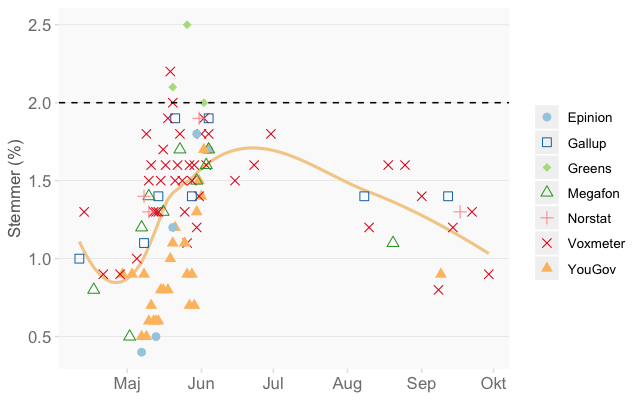 2.5
2.0
1.5
1.0
0.5
Stemmer (%)
Maj Jun Jul Aug Sep Okt
Epinion
Gallup
Greens
Megafon
Norstat
Voxmeter
YouGov